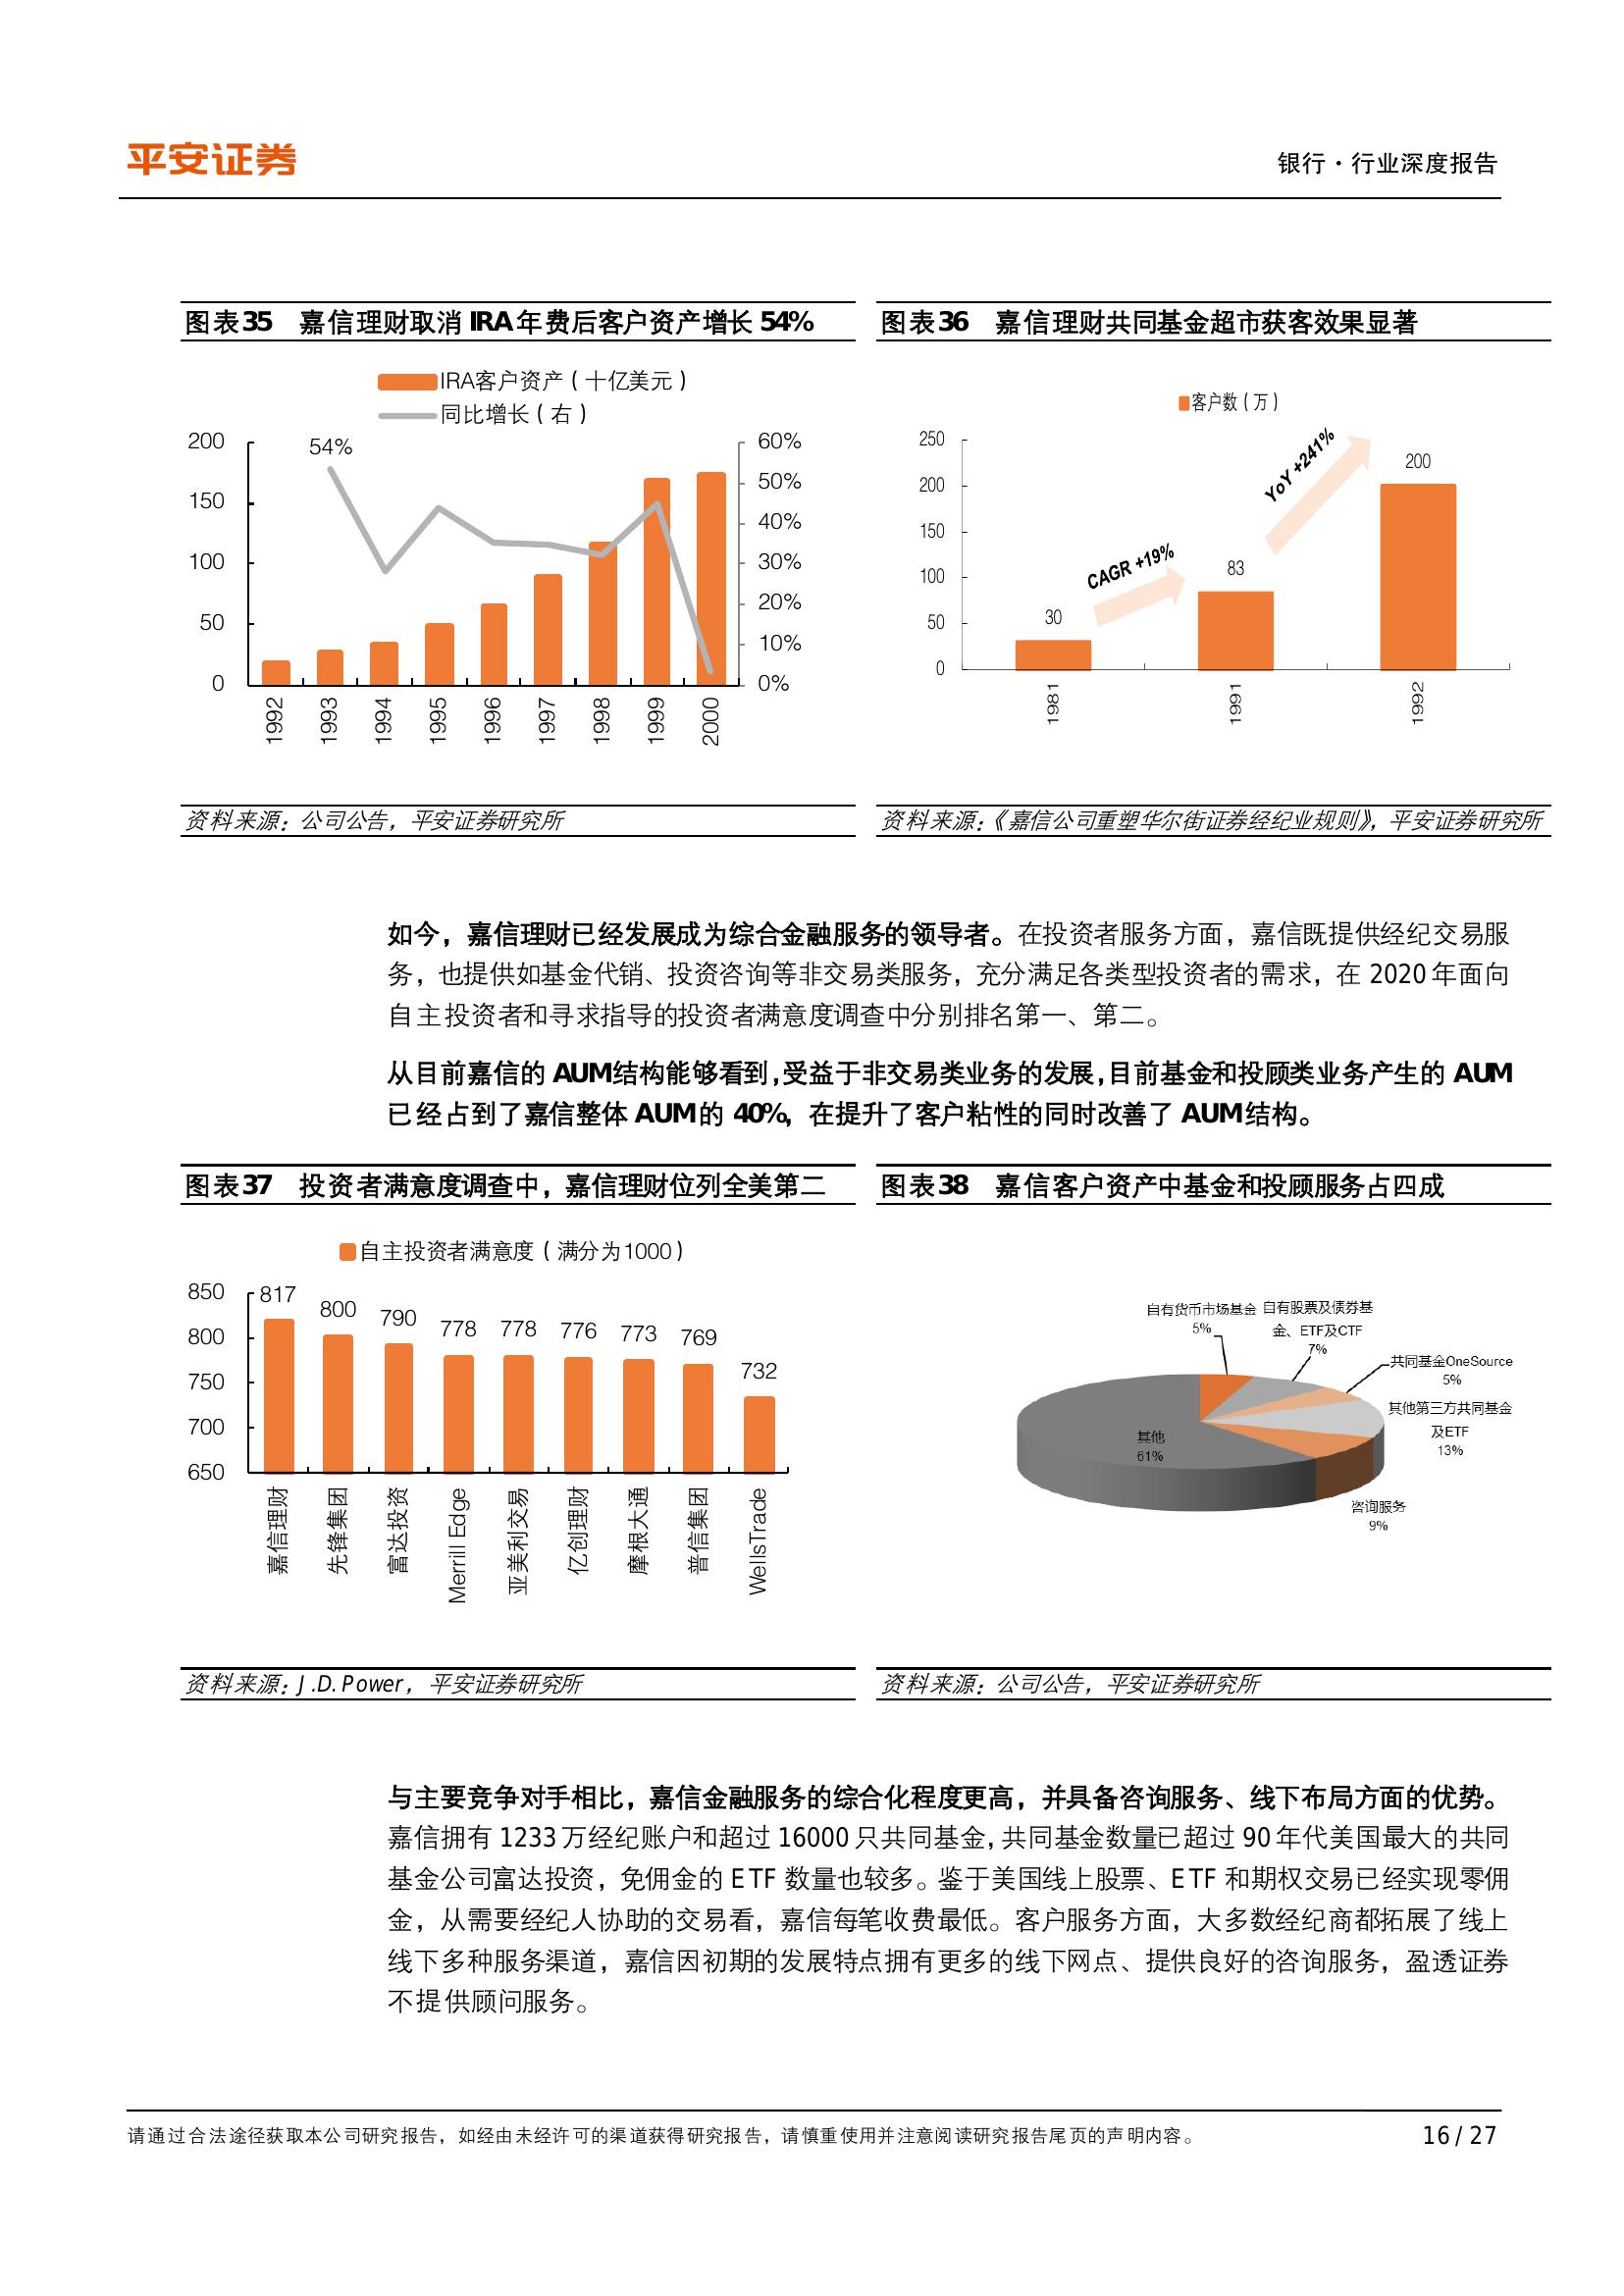 平安证券
银行·行业深度报告
图表35 嘉信理财取消 IRA 年费后客户资产增长 54%
IRA客户资产（十亿美元）
同比增长（右）
200
150
100
50
0
54%
60%
50%
40%
30%
20%
10%
0%
1992
1993
1994
1995
1996
1997
1998
1999
2000
资料来源：公司公告，平安证券研究所
图表36 嘉信理财共同基金超市获客效果显著
客户数（万）
250
200
150
100
50
0
30
CAGR +19%
83
YoY +241%
200
1981
1991
1992
资料来源：《嘉信公司重塑华尔街证券经纪业规则》，平安证券研究所
如今，嘉信理财已经发展成为综合金融服务的领导者。在投资者服务方面，嘉信既提供经纪交易服
务，也提供如基金代销、投资咨询等非交易类服务，充分满足各类型投资者的需求，在 2020 年面向
自主投资者和寻求指导的投资者满意度调查中分别排名第一、第二。
从目前嘉信的 AUM 结构能够看到，受益于非交易类业务的发展，目前基金和投顾类业务产生的 AUM
已经占到了嘉信整体 AUM 的 40%，在提升了客户粘性的同时改善了 AUM 结构。
图表37 投资者满意度调查中，嘉信理财位列全美第二
自主投资者满意度（满分为1000）
850
800
750
700
650
817
800
790
778
778
776
773
769
732
嘉信理财
先锋集团
富达投资
Merrill Edge
亚美利交易
亿创理财
摩根大通
普信集团
WellsTrade
资料来源：J.D. Power，平安证券研究所
图表38 嘉信客户资产中基金和投顾服务占四成
自有货币市场基金
5%
自有股票及债券基
金、ETF及CTF
7%
共同基金OneSource
5%
其他第三方共同基金
及ETF
13%
其他
61%
咨询服务
9%
资料来源：公司公告，平安证券研究所
与主要竞争对手相比，嘉信金融服务的综合化程度更高，并具备咨询服务、线下布局方面的优势。
嘉信拥有 1233 万经纪账户和超过 16000 只共同基金，共同基金数量已超过 90 年代美国最大的共同
基金公司富达投资，免佣金的 ETF 数量也较多。鉴于美国线上股票、ETF 和期权交易已经实现零佣
金，从需要经纪人协助的交易看，嘉信每笔收费最低。客户服务方面，大多数经纪商都拓展了线上
线下多种服务渠道，嘉信因初期的发展特点拥有更多的线下网点、提供良好的咨询服务，盈透证券
不提供顾问服务。
请通过合法途径获取本公司研究报告，如经由未经许可的渠道获得研究报告，请慎重使用并注意阅读研究报告尾页的声明内容。
16 / 27